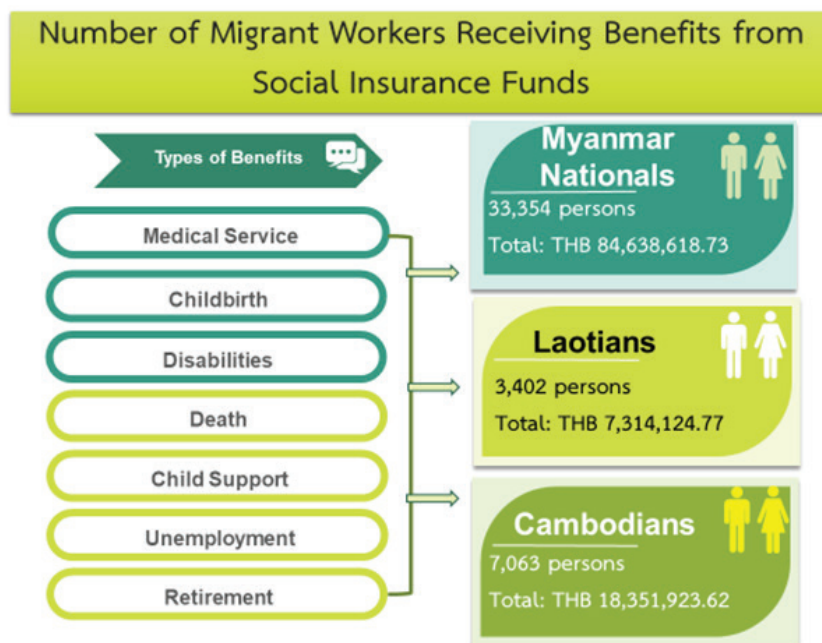 Number of Migrant Workers Receiving Benefits from
Social Insurance Funds
Types of Benefits
Medical Service
Childbirth
Disabilities
Death
Child Support
Unemployment
Retirement
Myanmar
Nationals
33,354 persons
Total: THB 84,638,618.73
Laotians
3,402 persons
Total: THB 7,314,124.77
Cambodians
7,063 persons
Total: THB 18,351,923.62